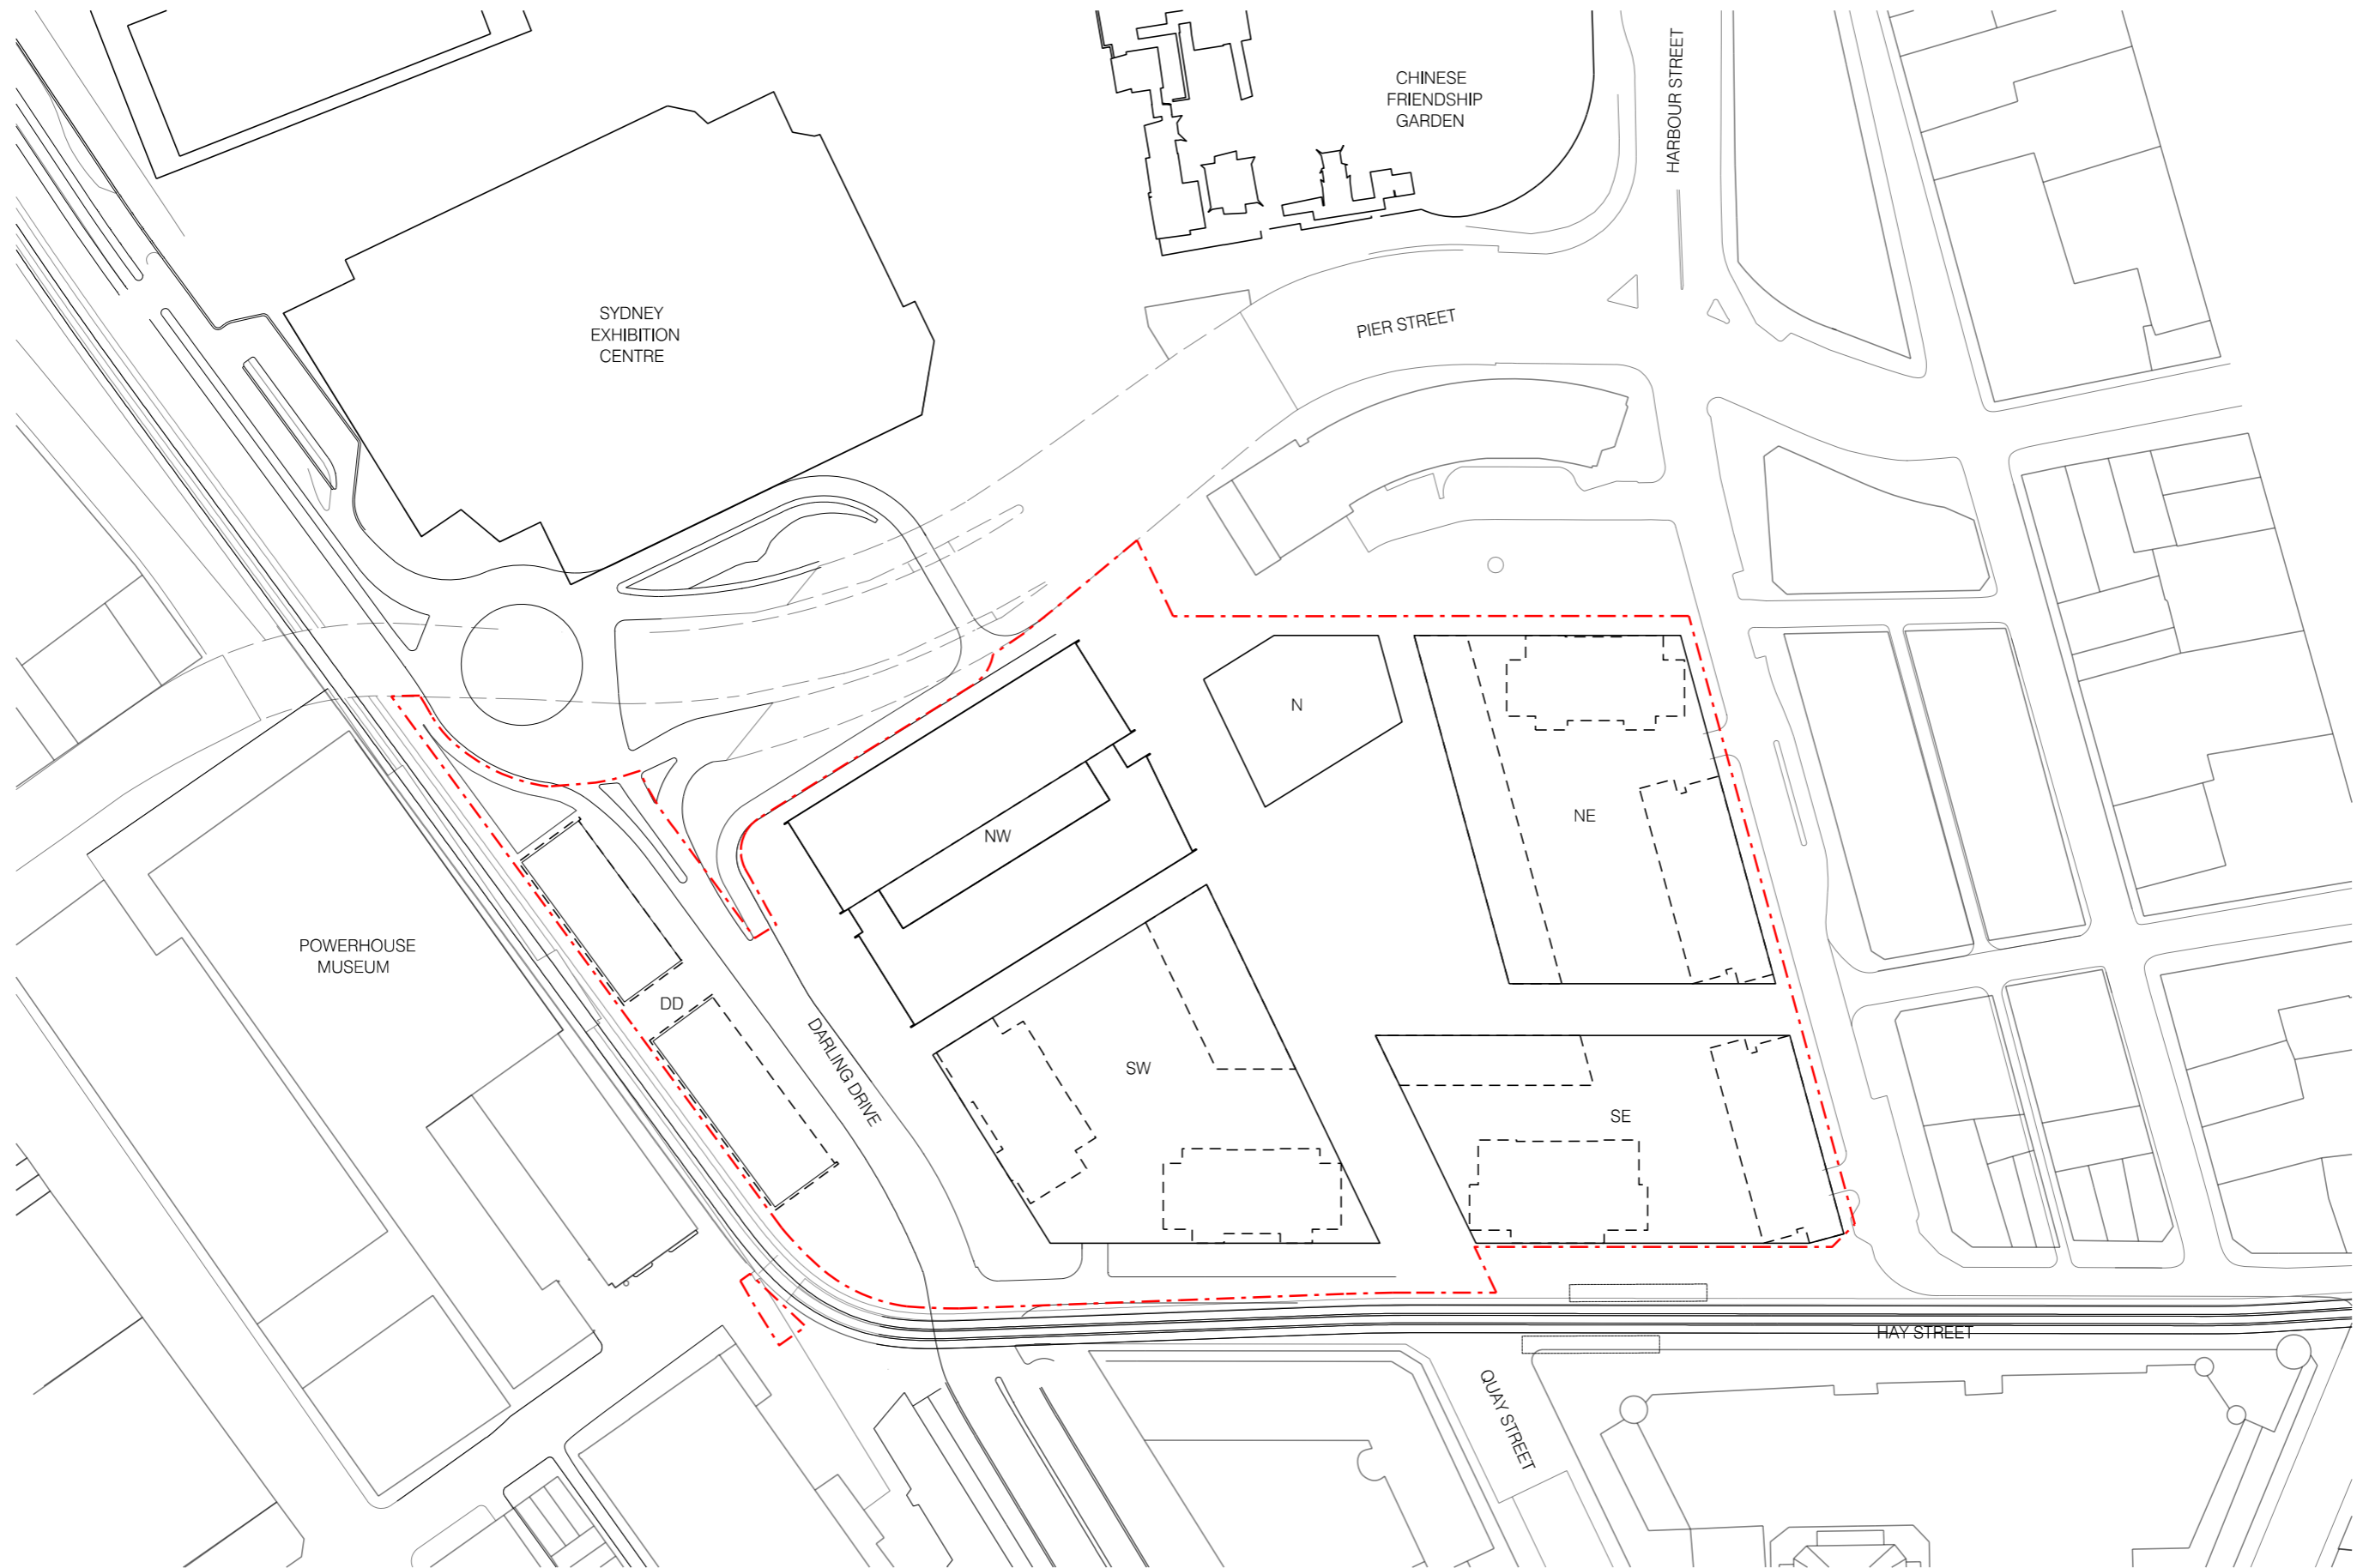 HARBOUR STREET
CHINESE
FRIENDSHIP
GARDEN
SYDNEY
EXHIBITION
CENTRE
PIER STREET
N
NE
NW
POWERHOUSE
MUSEUM
DD
DARLING DRIVE
SW
SE
HAY STREET
QUAY STREET